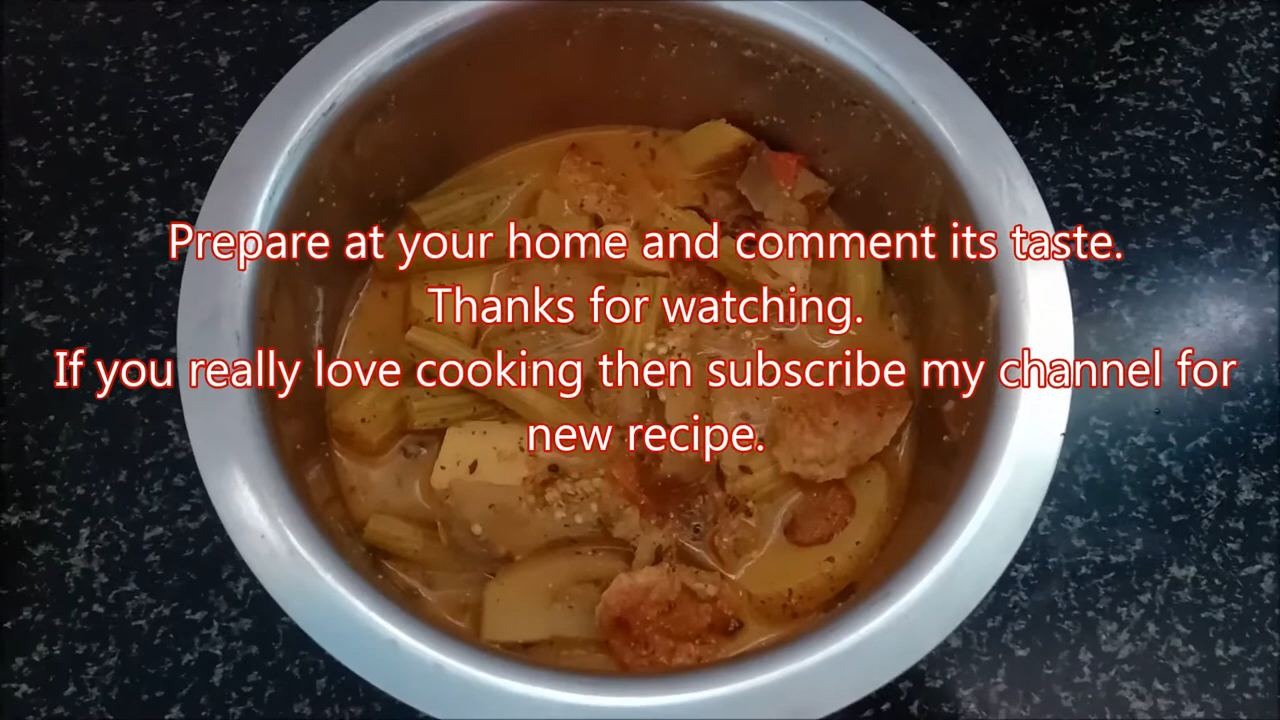 Prepare at your home and comment its taste.
Thanks for watching.
If you really love cooking then subscribe my channel for
new recipe.